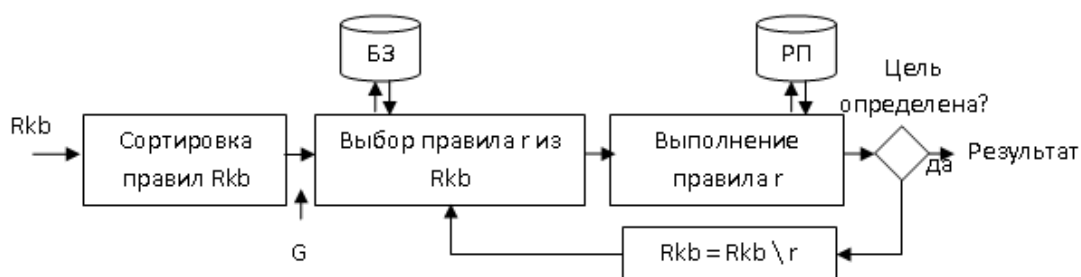 БЗ
РП
Цель
определена?
Rkb
Сортировка
правил Rkb
Выбор правила r из
Rkb
Выполнение
правила r
да
Результат
G
Rkb = Rkb \ r